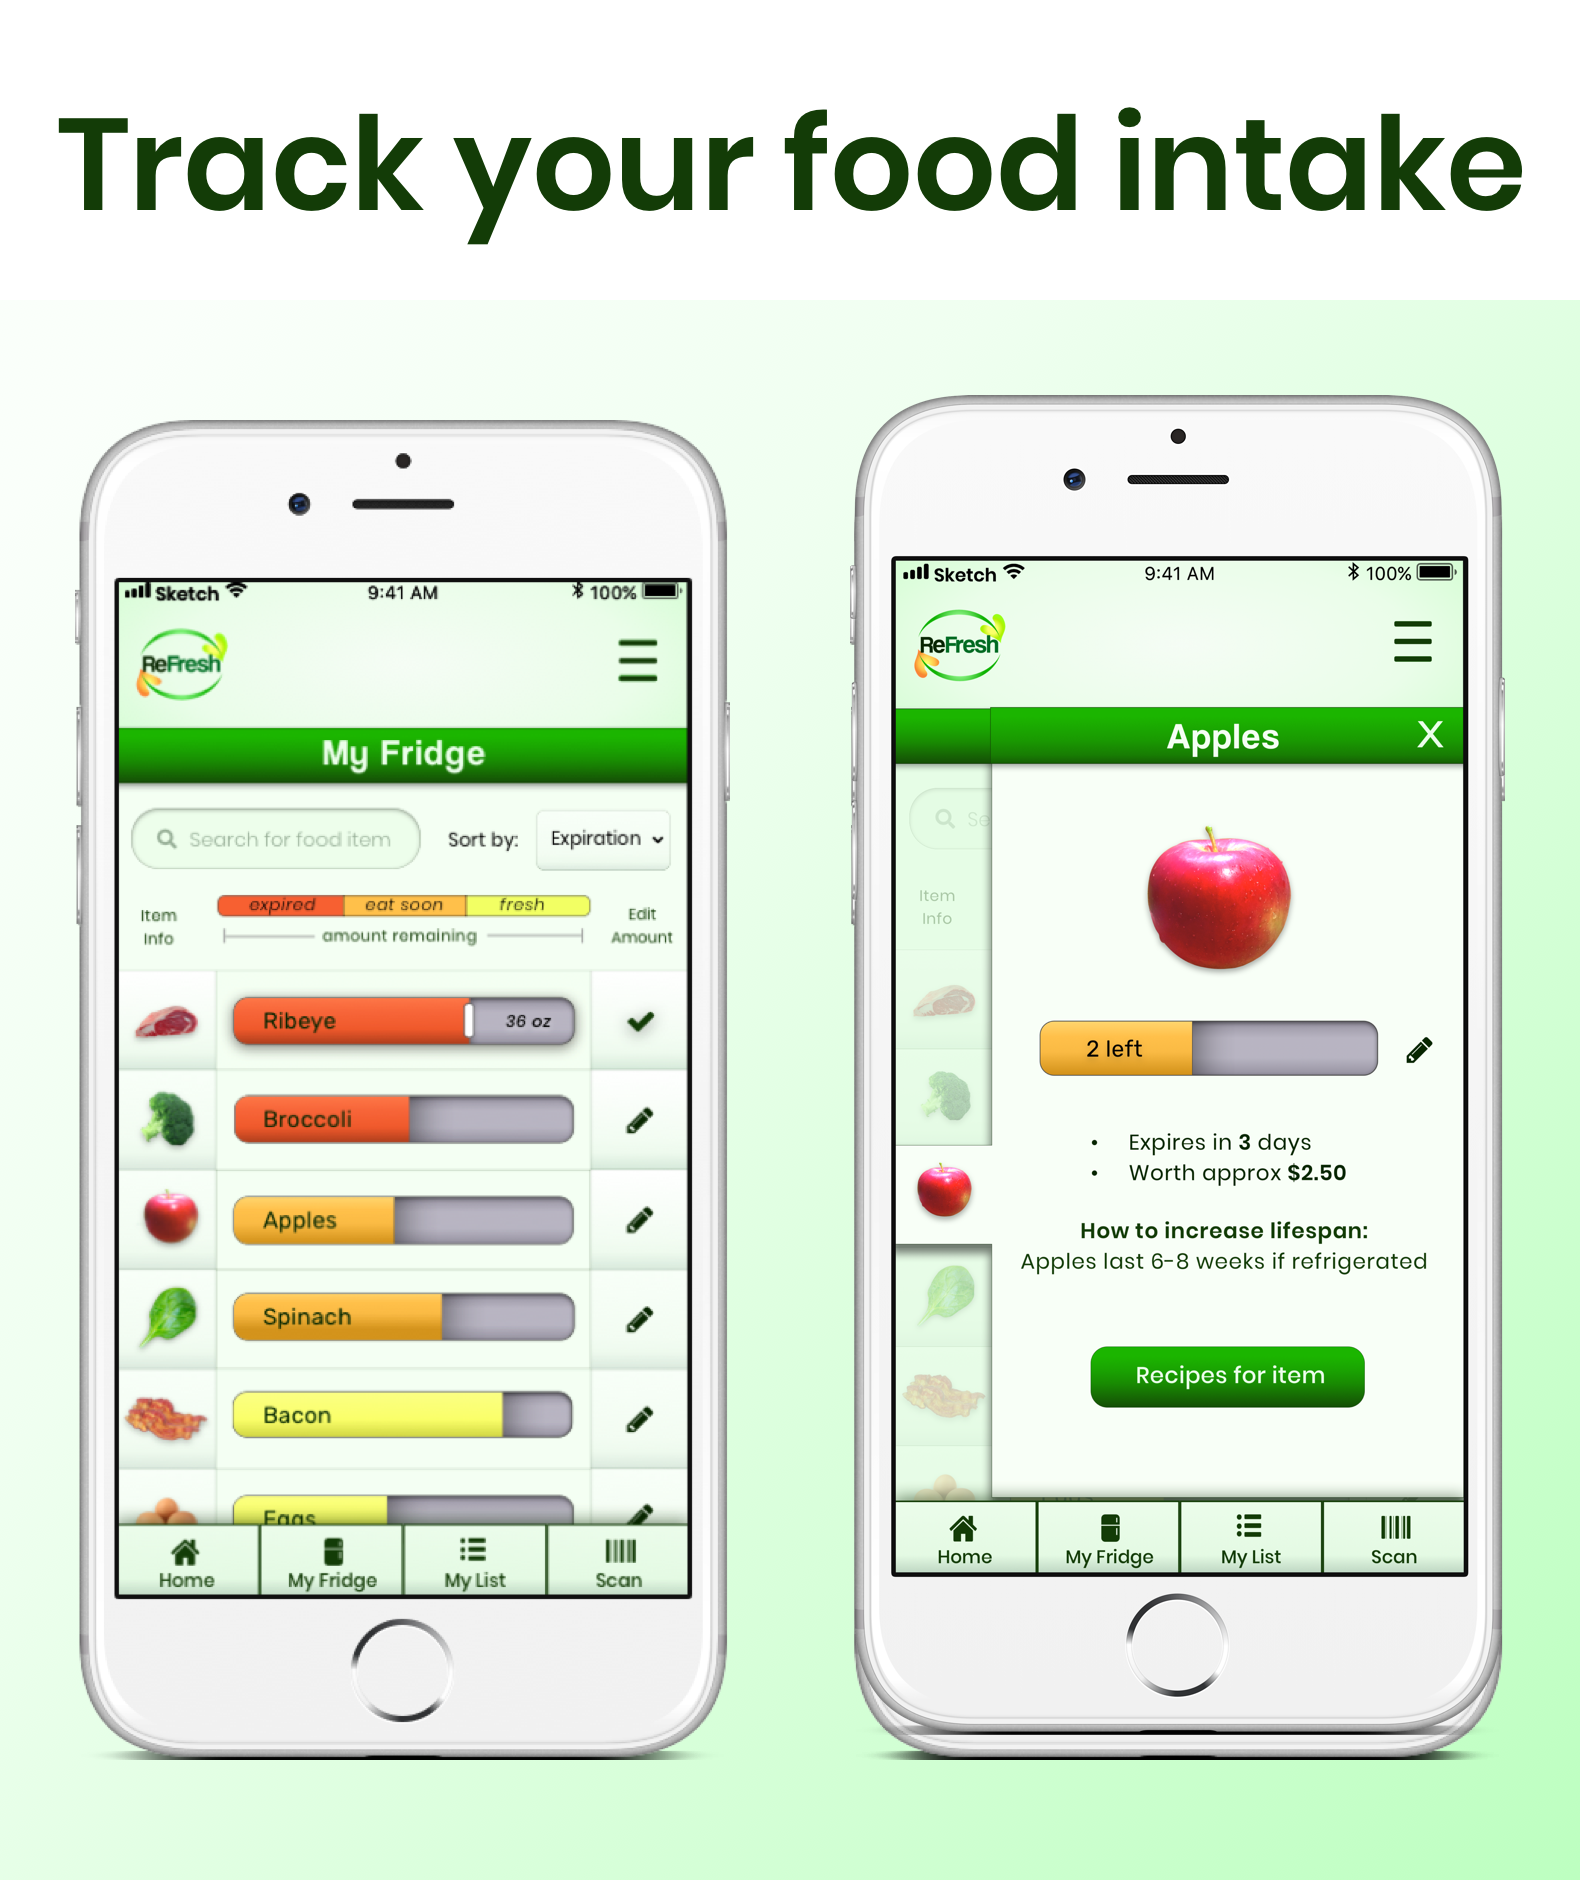 Track your food intake
Sketch 9:41 AM 100%
ReFresh
My Fridge
Search for food item Sort by: Expiration
expired eat soon fresh
Item Info
amount remaining
Edit Amount
Ribeye 36 oz
Broccoli
Apples
Spinach
Bacon
Eggs
Home My Fridge My List Scan
Sketch 9:41 AM 100%
ReFresh
Apples X
Se
Item
Info
2 left
• Expires in 3 days
• Worth approx $2.50
How to increase lifespan:
Apples last 6-8 weeks if refrigerated
Recipes for item
Home My Fridge My List Scan